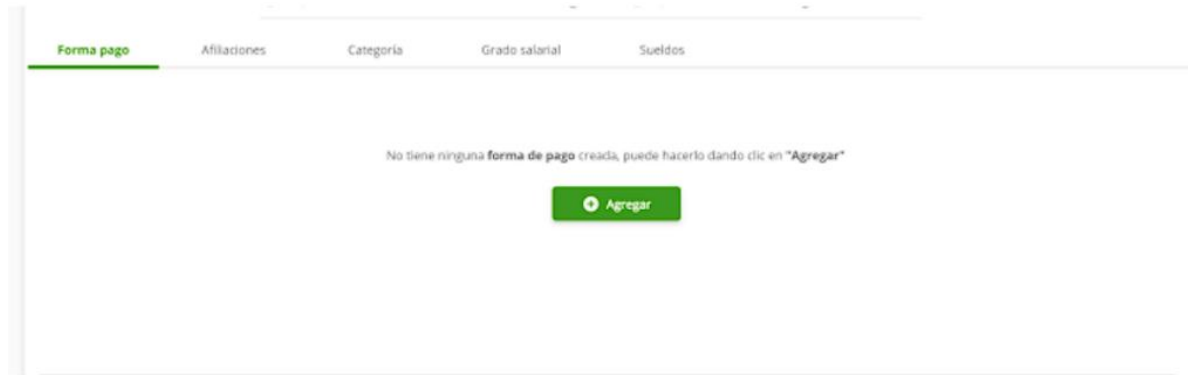 Forma pago Afiliaciones Categoría Grado salarial Sueldos
No tiene ninguna forma de pago creada, puede hacerlo dando clic en "Agregar"
Agregar